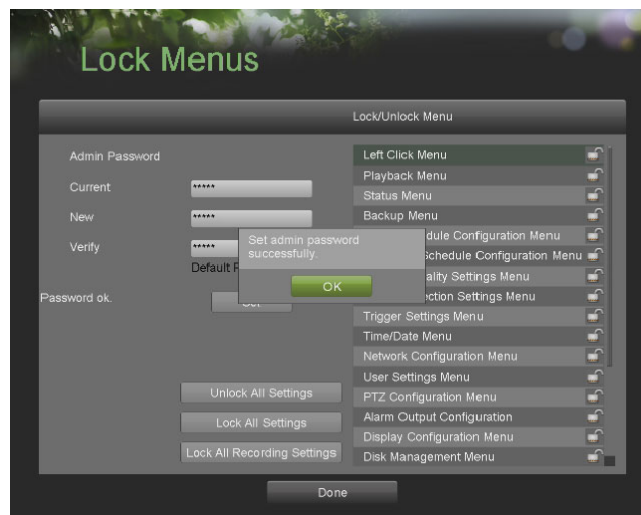 Lock Menus
Lock/Unlock Menu
Admin Password
Current
*****
New
*****
Verify
*****
Default
Password ok.
Set admin password
successfully.
OK
Unlock All Settings
Lock All Settings
Lock All Recording Settings
Left Click Menu
Playback Menu
Status Menu
Backup Menu
Configuration Menu
Schedule Configuration Menu
Settings Menu
Settings Menu
Trigger Settings Menu
Time/Date Menu
Network Configuration Menu
User Settings Menu
PTZ Configuration Menu
Alarm Output Configuration
Display Configuration Menu
Disk Management Menu
Done